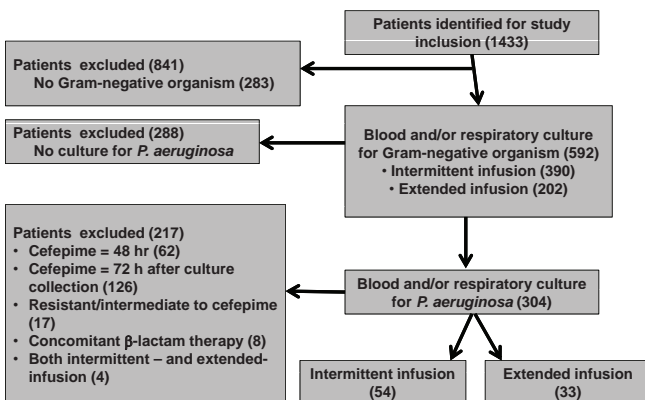 Patients identified for study
inclusion (1433)
Patients excluded (841)
No Gram-negative organism (283)
Blood and/or respiratory culture
for Gram-negative organism (592)
• Intermittent infusion (390)
• Extended infusion (202)
Patients excluded (288)
No culture for P. aeruginosa
Patients excluded (217)
• Cefepime = 48 hr (62)
• Cefepime = 72 h after culture
collection (126)
• Resistant/intermediate to cefepime
(17)
• Concomitant β-lactam therapy (8)
• Both intermittent – and extended-
infusion (4)
Blood and/or respiratory culture
for P. aeruginosa (304)
Intermittent infusion
(54)
Extended infusion
(33)